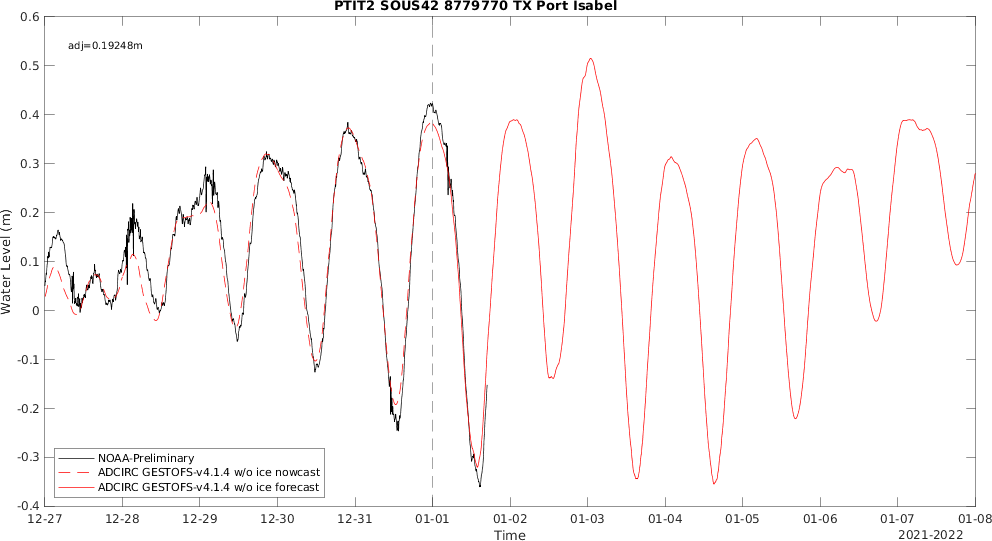 PTIT2 SOUS42 8779770 TX Port Isabel
adj=0.19248m
Water Level (m)
0.6
0.5
0.4
0.3
0.2
0.1
0
-0.1
-0.2
-0.3
-0.4
NOAA-Preliminary
ADCIRC GESTOFS-v4.1.4 w/o ice nowcast
ADCIRC GESTOFS-v4.1.4 w/o ice forecast
12-27 12-28 12-29 12-30 12-31 01-01 01-02 01-03 01-04 01-05 01-06 01-07 01-08
Time
2021-2022